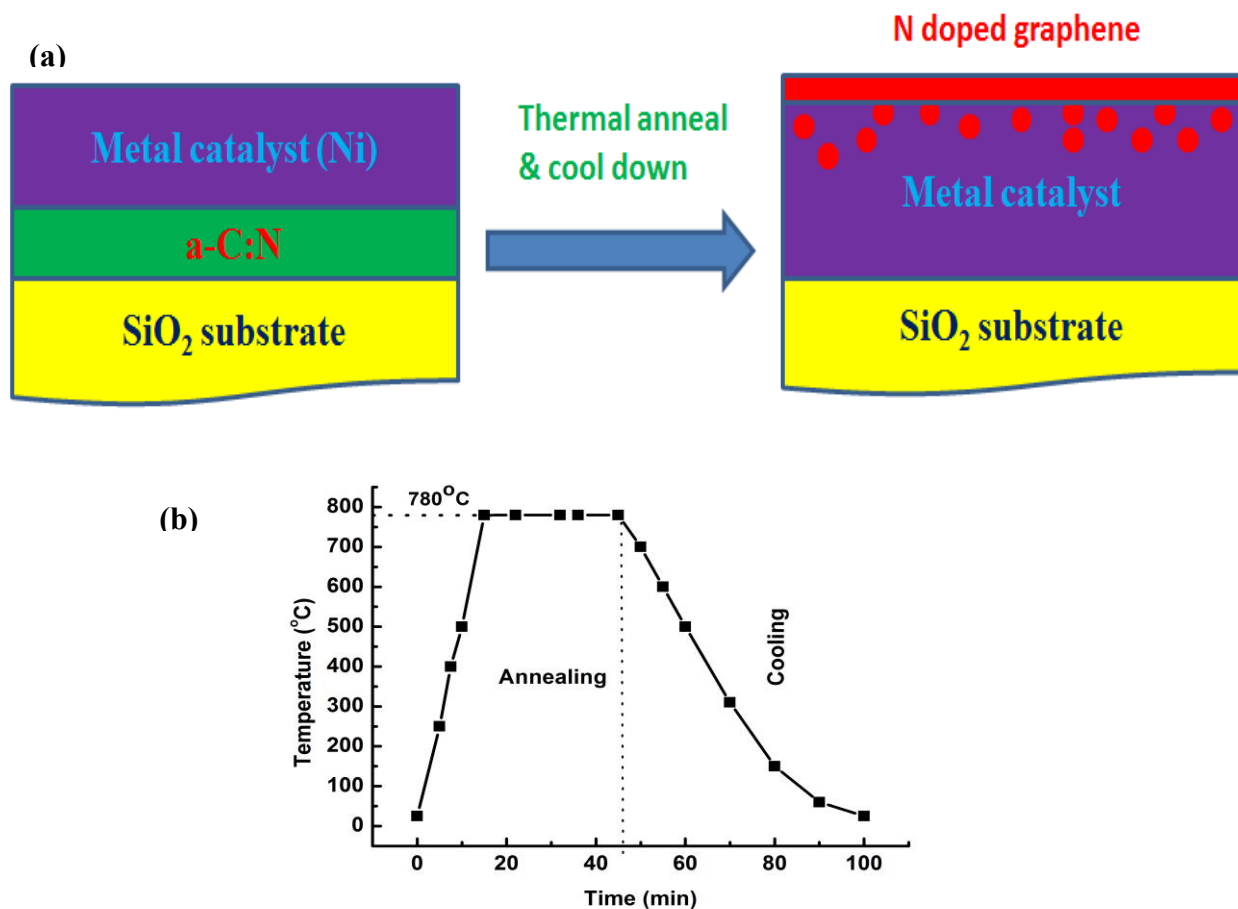 (a)
N doped graphene
Metal catalyst (Ni)
a-C:N
SiO₂ substrate
Thermal anneal
& cool down
Metal catalyst
SiO₂ substrate
(b)
780°C
800
700
600
500
400
300
200
100
0
Temperature (°C)
Annealing
Cooling
0 20 40 60 80 100
Time (min)